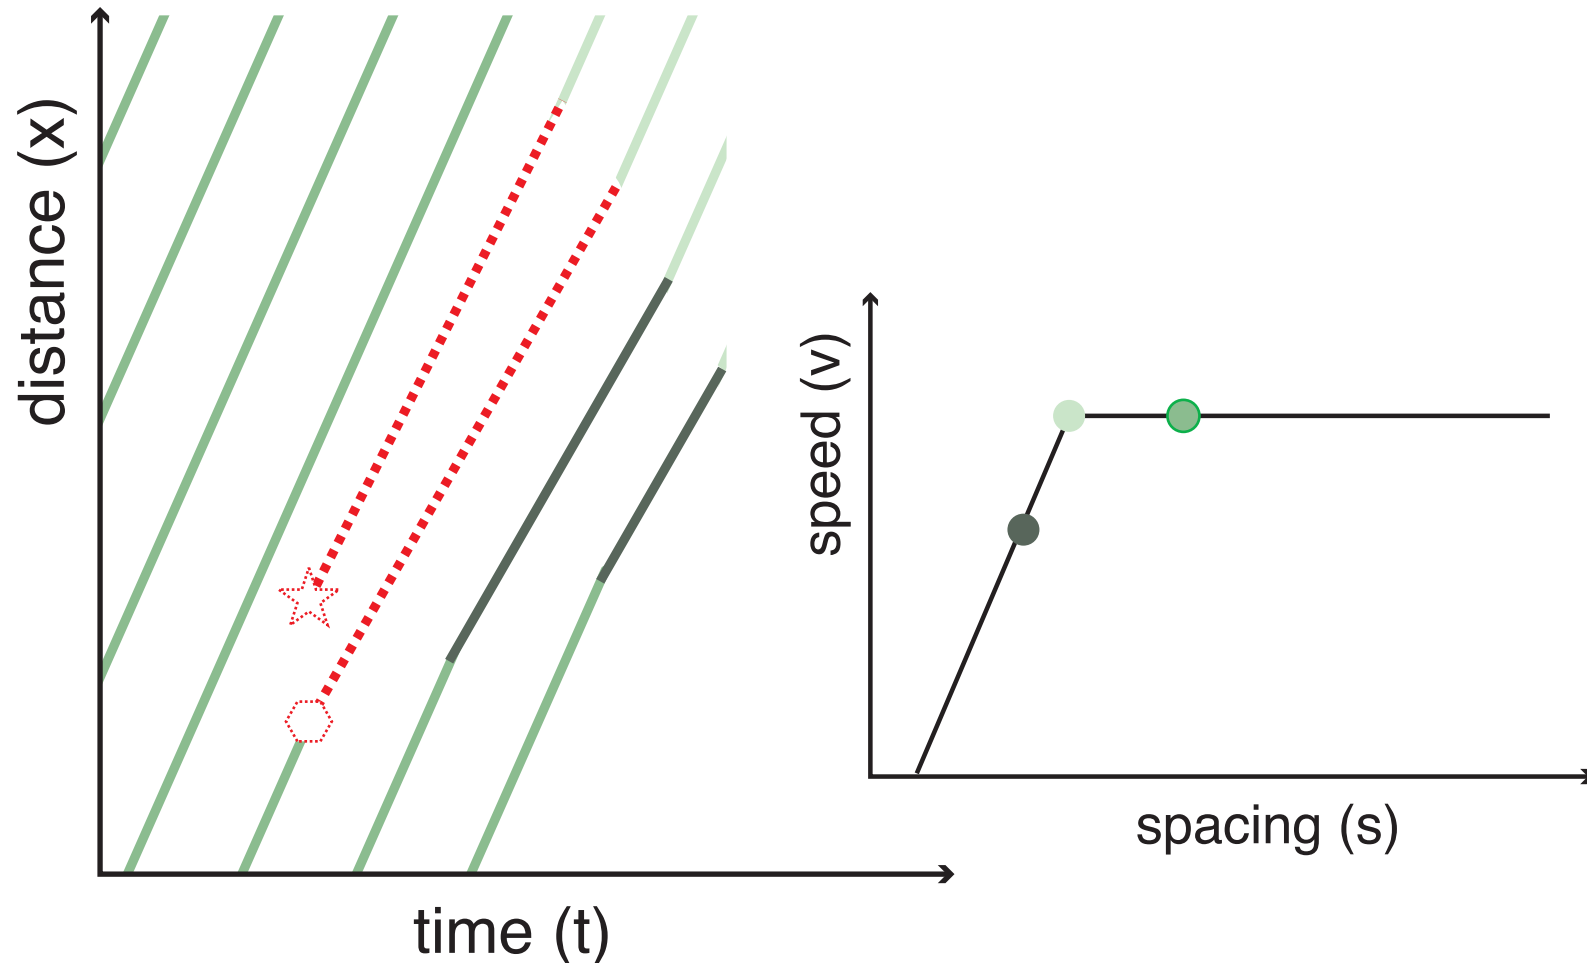 distance (x)
time (t)
speed (v)
spacing (s)